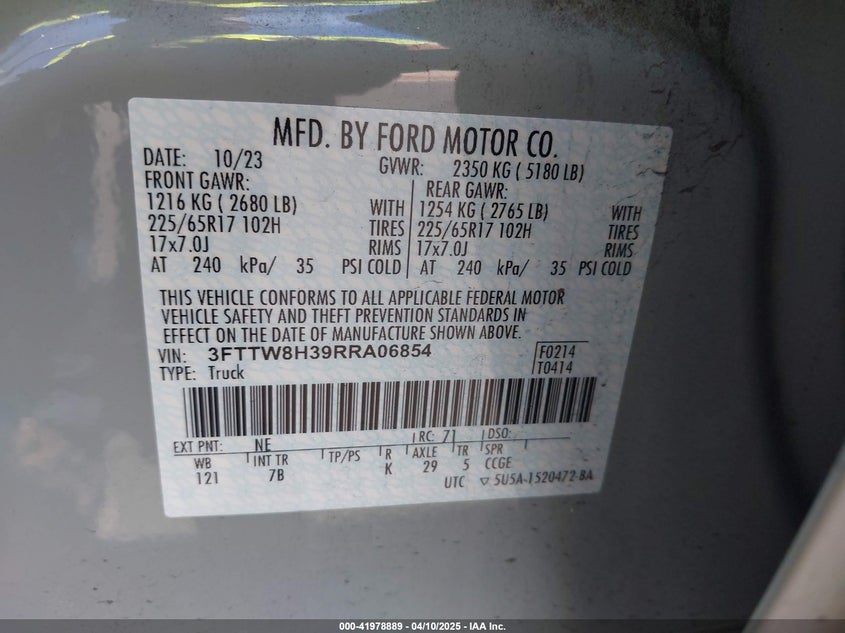 MFD. BY FORD MOTOR CO.
DATE: 10/23 GVWR: 2350 KG ( 5180 LB)
FRONT GAWR: REAR GAWR:
1216 KG ( 2680 LB) WITH 1254 KG ( 2765 LB) WITH
225/65R17 102H TIRES 225/65R17 102H TIRES
17x7.0J RIMS 17x7.0J RIMS
AT 240 kPa/ 35 PSI COLD AT 240 kPa/ 35 PSI COLD
THIS VEHICLE CONFORMS TO ALL APPLICABLE FEDERAL MOTOR
VEHICLE SAFETY AND THEFT PREVENTION STANDARDS IN
EFFECT ON THE DATE OF MANUFACTURE SHOWN ABOVE.
VIN: 3FTTW8H39RRA06854 F0214
TYPE: Truck T0414
EXT PNT: NE RC: 71 DSO:
WB INT TR TP/PS R AXLE TR SPR
121 7B K 29 5 CCGE
UTC ▽ 5U5A-1520472-BA
000-41978889 - 04/10/2025 - IAA Inc.